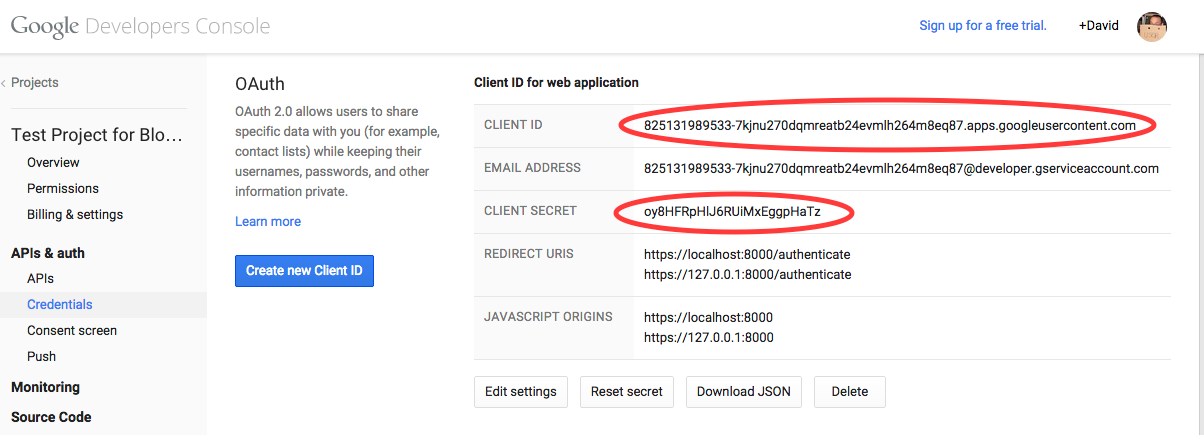 Google Developers Console
Sign up for a free trial.
+David
Projects
Test Project for Blo...
Overview
Permissions
Billing & settings
APIs & auth
APIs
Credentials
Consent screen
Push
Monitoring
Source Code
OAuth
OAuth 2.0 allows users to share
specific data with you (for example,
contact lists) while keeping their
usernames, passwords, and other
information private.
Learn more
Create new Client ID
Client ID for web application
CLIENT ID 825131989533-7kjnu270dqmreatb24evmlh264m8eq87.apps.googleusercontent.com
EMAIL ADDRESS 825131989533-7kjnu270dqmreatb24evmlh264m8eq87@developer.gserviceaccount.com
CLIENT SECRET oy8HFRpHlJ6RUiMxEggpHaTz
REDIRECT URIS https://localhost:8000/authenticate
https://127.0.0.1:8000/authenticate
JAVASCRIPT ORIGINS https://localhost:8000
https://127.0.0.1:8000
Edit settings Reset secret Download JSON Delete